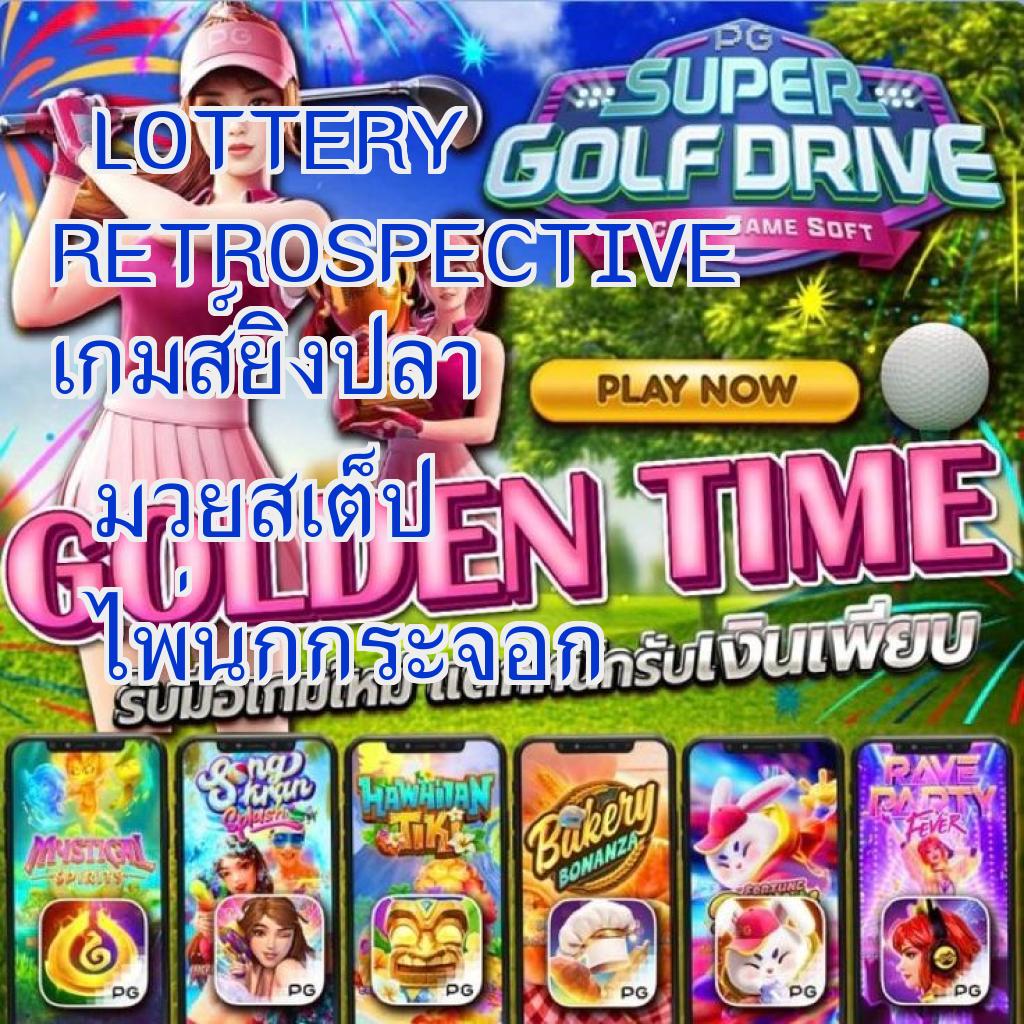 PG
SUPER
GOLF DRIVE
GAME SOFT
LOTTERY
RETROSPECTIVE
เกมส์ยิงปลา
PLAY NOW
มวยสเต็ป
GOLDEN TIME
ไพ่นกกระจอก
รับเงินเพียบ
MYSTICAL
SPIRITS
Songkran
Splash
HAWAIIAN
TIKI
Bakery
BONANZA
FORTUNE
RAVE
PARTY
FEVER
PG
PG
PG
PG
PG
PG